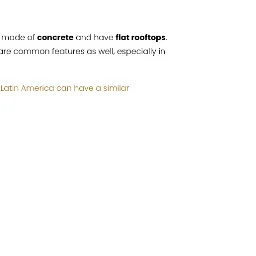 made of concrete and have flat rooftops.
are common features as well, especially in
Latin America can have a similar